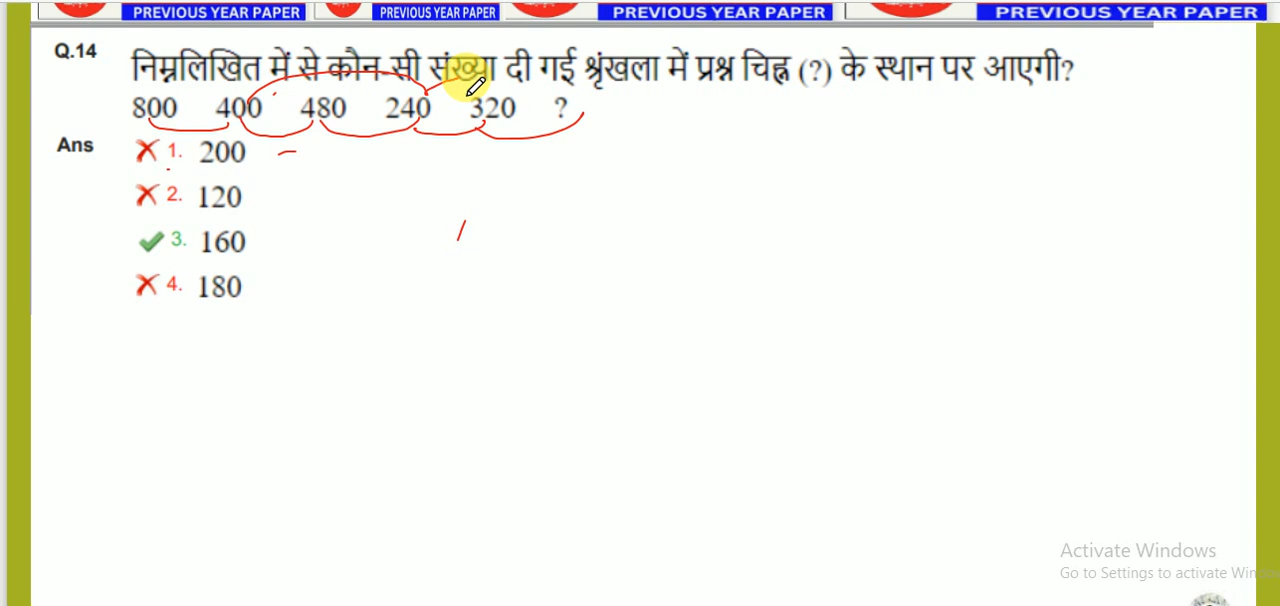 PREVIOUS YEAR PAPER PREVIOUS YEAR PAPER PREVIOUS YEAR PAPER PREVIOUS YEAR PAPER
Q.14 निम्नलिखित में से कौन-सी संख्या दी गई श्रृंखला में प्रश्न चिह्न (?) के स्थान पर आएगी?
800 400 480 240 320 ?
Ans 1. 200
2. 120
3. 160
4. 180
Activate Windows
Go to Settings to activate